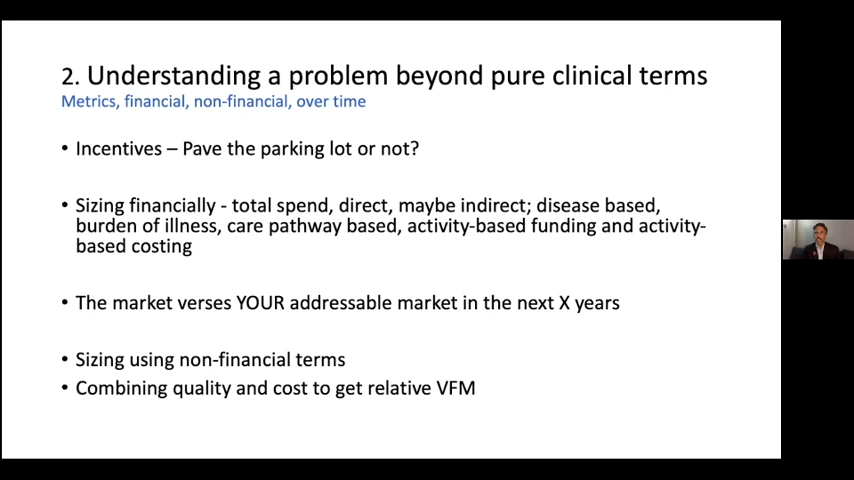 2. Understanding a problem beyond pure clinical terms
Metrics, financial, non-financial, over time
• Incentives – Pave the parking lot or not?
• Sizing financially - total spend, direct, maybe indirect; disease based,
burden of illness, care pathway based, activity-based funding and activity-
based costing
• The market verses YOUR addressable market in the next X years
• Sizing using non-financial terms
• Combining quality and cost to get relative VFM